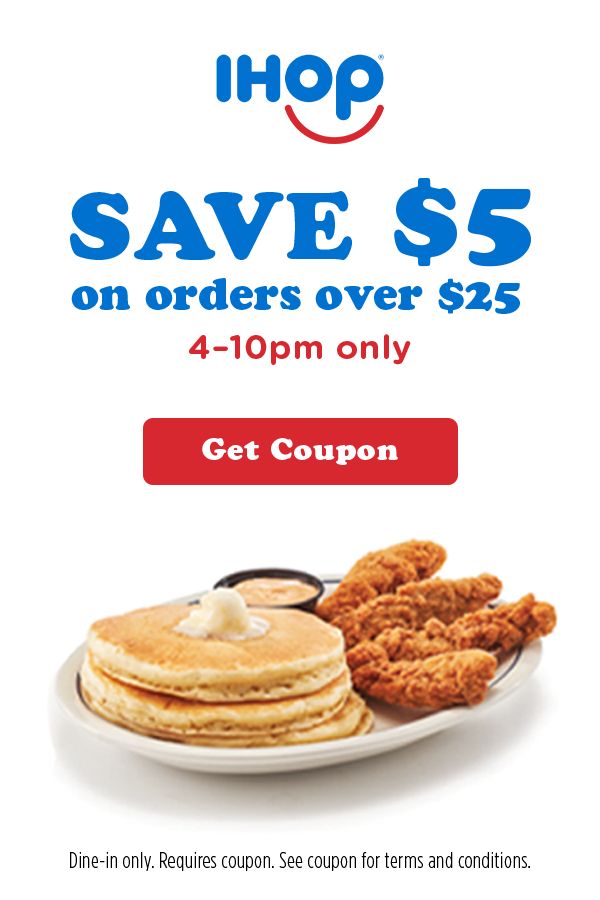 IHOP®
SAVE $5
on orders over $25
4–10pm only
Get Coupon
Dine-in only. Requires coupon. See coupon for terms and conditions.